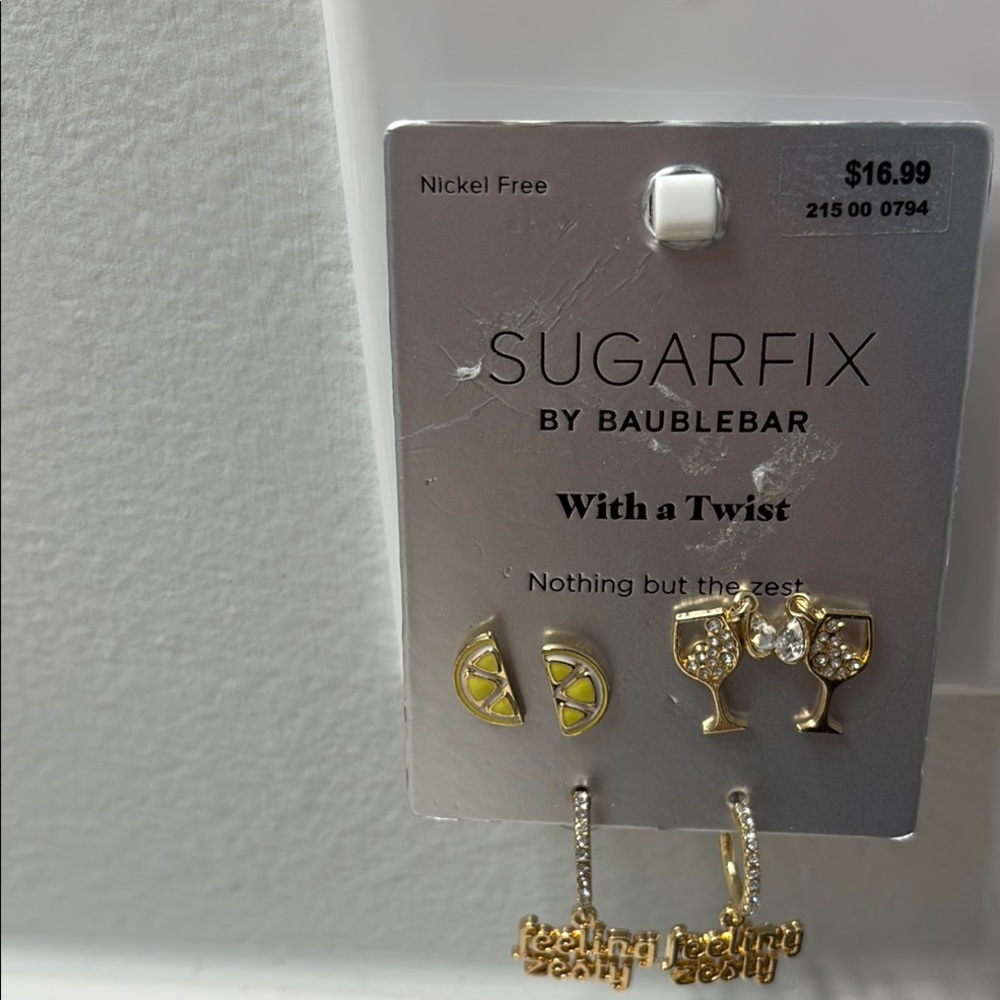 Nickel Free
$16.99
215 00 0794
SUGARFIX
BY BAUBLEBAR
With a Twist
Nothing but the zest
feeling
zesty
feeling
zesty